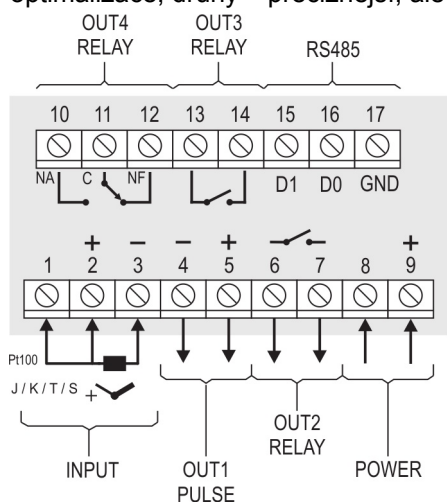 optimalizace, druhý – přesnější, ale
OUT4 OUT3
RELAY RELAY RS485
10 11 12 13 14 15 16 17
NA C NF D1 D0 GND
+ − − + +
1 2 3 4 5 6 7 8 9
Pt100
J / K / T / S +
INPUT OUT1 OUT2 POWER
PULSE RELAY